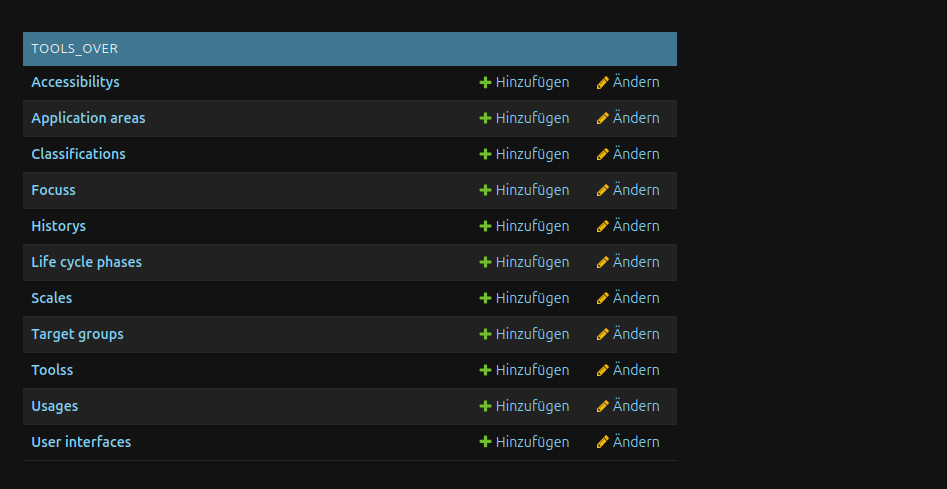 TOOLS_OVER
Accessibilitys Hinzufügen Ändern
Application areas Hinzufügen Ändern
Classifications Hinzufügen Ändern
Focuss Hinzufügen Ändern
Historys Hinzufügen Ändern
Life cycle phases Hinzufügen Ändern
Scales Hinzufügen Ändern
Target groups Hinzufügen Ändern
Toolss Hinzufügen Ändern
Usages Hinzufügen Ändern
User interfaces Hinzufügen Ändern